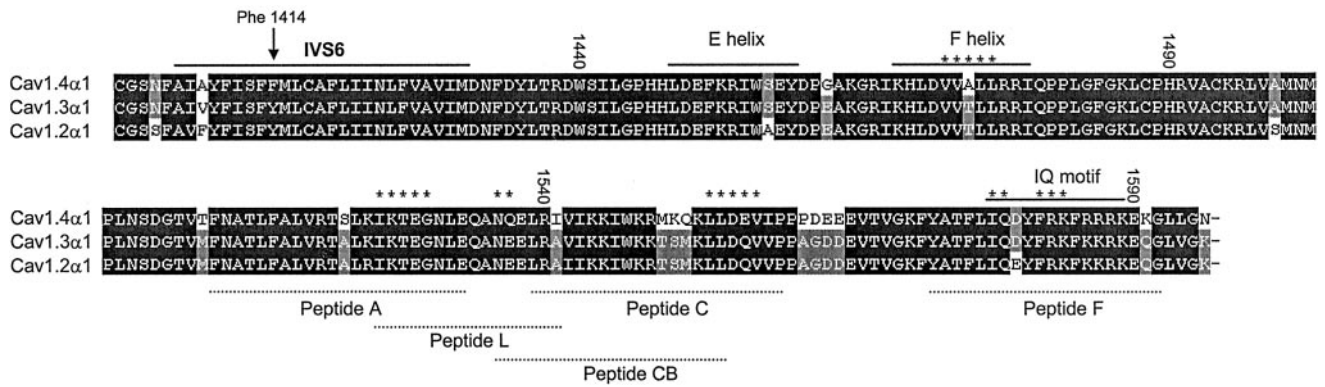 Phe 1414
IVS6
1440
E helix
F helix
*****
1490
Cav1.4α1 CGSNFAIAYFISFFMLCAFLIINLFVAVIMDNFDYLTRDWSILGPHHLDEFKRIWSEYDPGAKGRIKHLDVVALLRRIQPPLGFGKLCPHRVACKRLVAMNM
Cav1.3α1 CGSNFAIVYFISFYMLCAFLIINLFVAVIMDNFDYLTRDWSILGPHHLDEFKRIWSEYDPEAKGRIKHLDVVTLLRRIQPPLGFGKLCPHRVACKRLVAMNM
Cav1.2α1 CGSSFAVFYFISFYMLCAFLIINLFVAVIMDNFDYLTRDWSILGPHHLDEFKRIWAEYDPEAKGRIKHLDVVTLLRRIQPPLGFGKLCPHRVACKRLVSMNM
***** ** 1540 ***** ** *** IQ motif 1590
Cav1.4α1 PLNSDGTVTFNATLFALVRTSLKIKTEGNLEQANQELRIVIKKIWKRMKQKLLDEVIPPPDEEEVTVGKFYATFLIQDYFRKFRRRKEKGLLGN-
Cav1.3α1 PLNSDGTVMFNATLFALVRTALKIKTEGNLEQANEELRAVIKKIWKRTSMKLLDQVVPPAGDDEVTVGKFYATFLIQDYFRKFKKRKEQGLVGK-
Cav1.2α1 PLNSDGTVMFNATLFALVRTALRIKTEGNLEQANEELRAIIKKIWKRTSMKLLDQVVPPAGDDEVTVGKFYATFLIQEYFRKFKKRKEQGLVGK-
Peptide A
Peptide C
Peptide F
Peptide L
Peptide CB